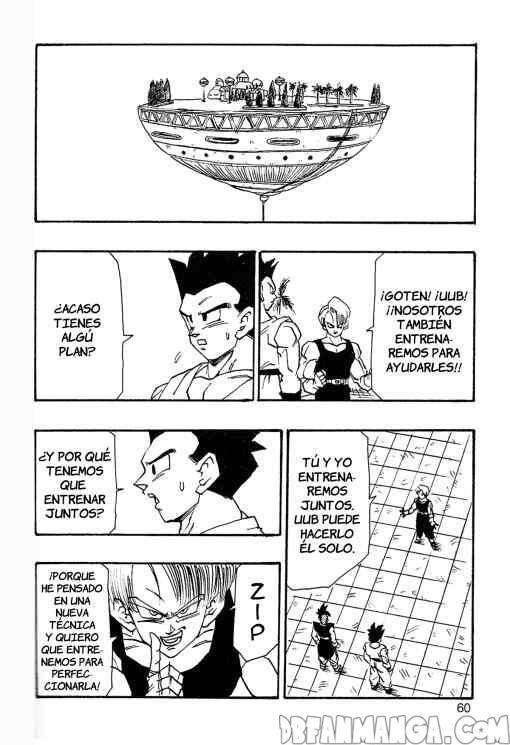 ¡GOTEN! ¡UUB!
¡¡NOSOTROS
TAMBIÉN
ENTRENA-
REMOS PARA
AYUDARLES!!
¿ACASO
TIENES
ALGÚ
PLAN?
TÚ Y YO
ENTRENA-
REMOS
JUNTOS.
UUB PUEDE
HACERLO
ÉL SOLO.
¿Y POR QUÉ
TENEMOS
QUE
ENTRENAR
JUNTOS?
ZIP
¡PORQUE
HE PENSADO
EN UNA
NUEVA
TÉCNICA
Y QUIERO
QUE ENTRE-
NEMOS PARA
PERFEC-
CIONARLA!
60
DBFANMANGA.COM